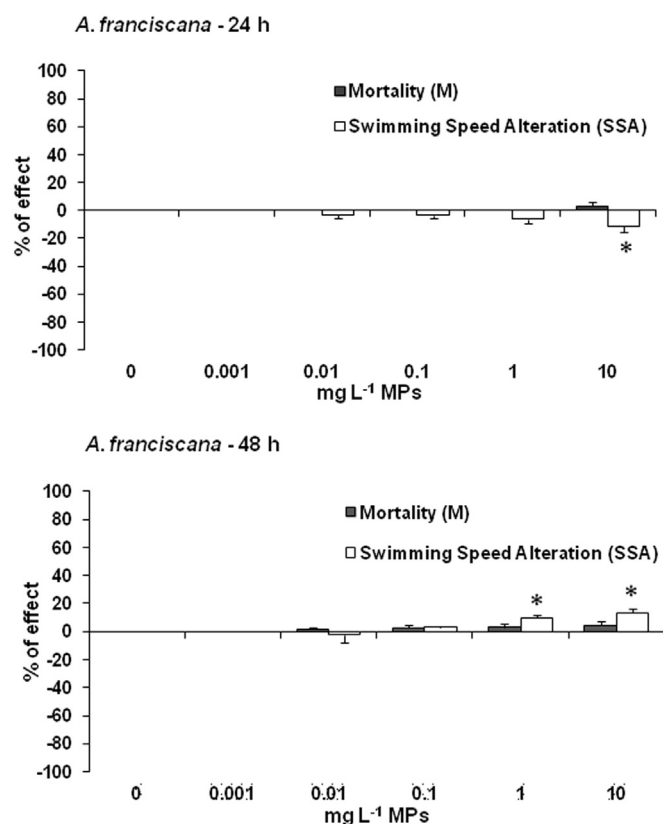 A. franciscana - 24 h
Mortality (M)
Swimming Speed Alteration (SSA)
% of effect
100
80
60
40
20
0
-20
-40
-60
-80
-100
*
0 0.001 0.01 0.1 1 10
mg L⁻¹ MPs
A. franciscana - 48 h
Mortality (M)
Swimming Speed Alteration (SSA)
% of effect
100
80
60
40
20
0
-20
-40
-60
-80
-100
* *
0 0.001 0.01 0.1 1 10
mg L⁻¹ MPs